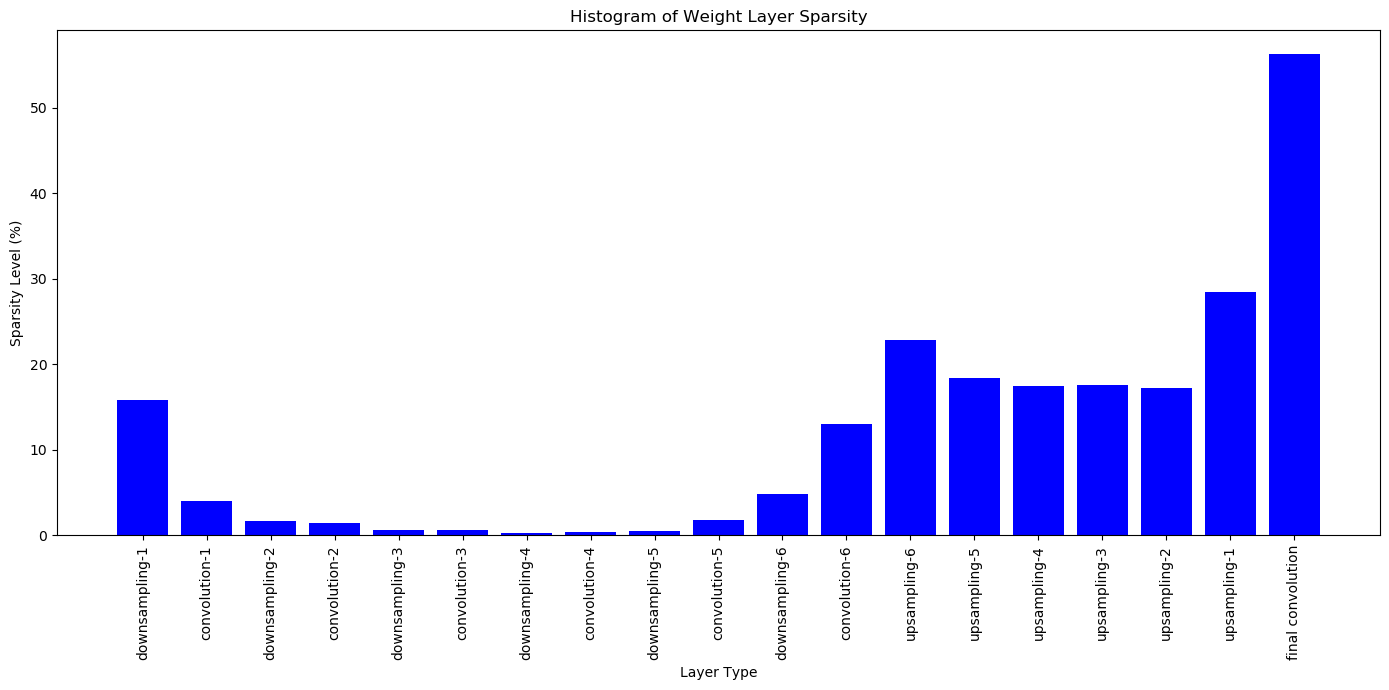 Histogram of Weight Layer Sparsity
Sparsity Level (%)
50
40
30
20
10
0
downsampling-1
convolution-1
downsampling-2
convolution-2
downsampling-3
convolution-3
downsampling-4
convolution-4
downsampling-5
convolution-5
downsampling-6
convolution-6
upsampling-6
upsampling-5
upsampling-4
upsampling-3
upsampling-2
upsampling-1
final convolution
Layer Type